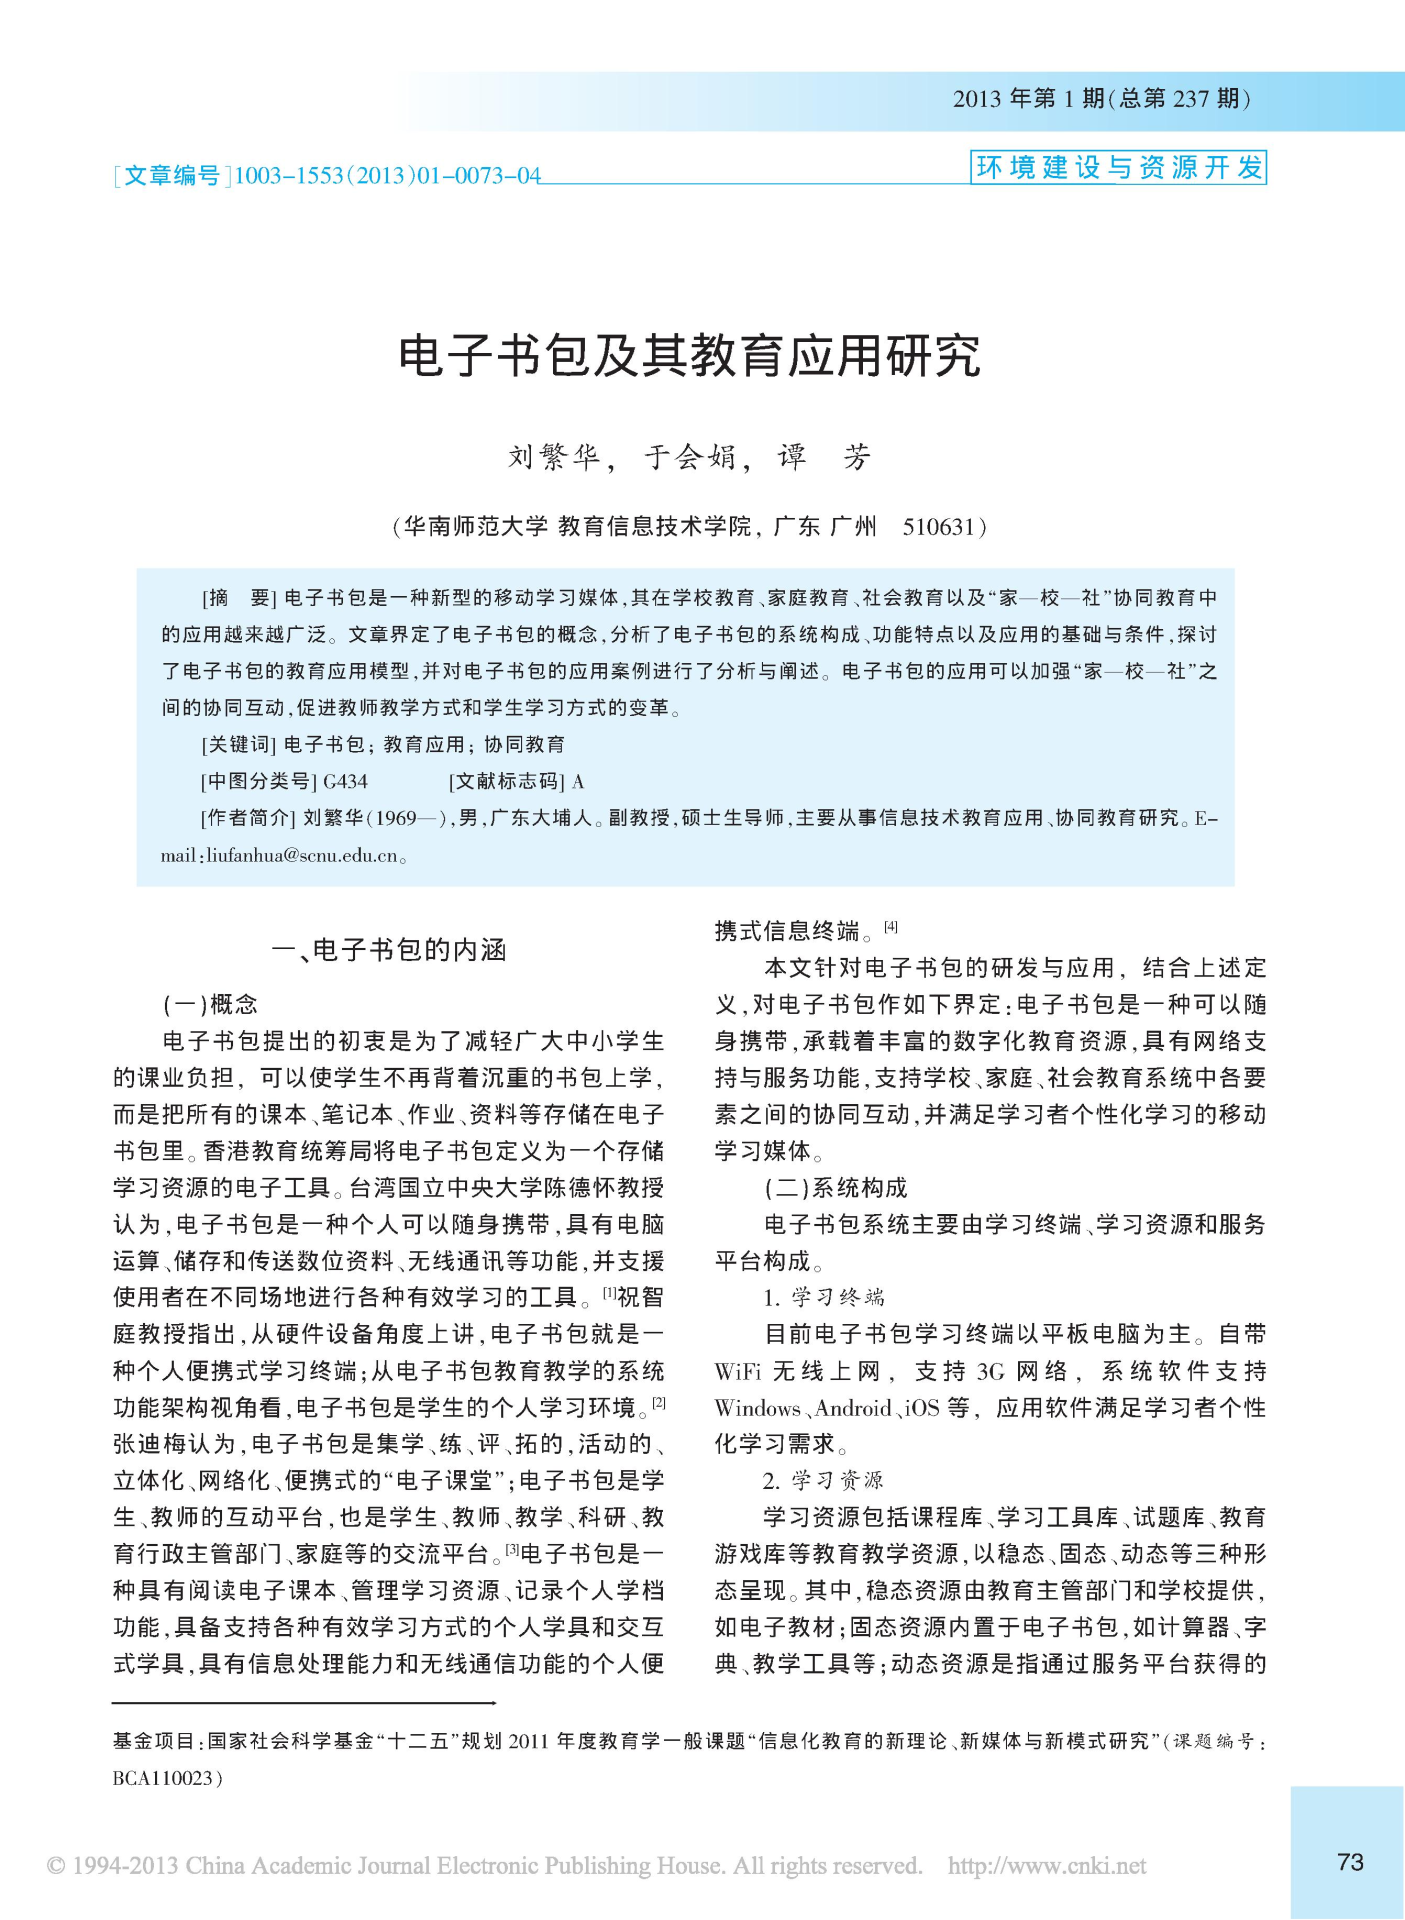 2013 年第 1 期(总第 237 期)
[文章编号]1003-1553(2013)01-0073-04
环境建设与资源开发
电子书包及其教育应用研究
刘繁华， 于会娟， 谭　芳
(华南师范大学 教育信息技术学院，广东 广州　510631)
[摘　要] 电子书包是一种新型的移动学习媒体,其在学校教育、家庭教育、社会教育以及“家—校—社”协同教育中
的应用越来越广泛。文章界定了电子书包的概念,分析了电子书包的系统构成、功能特点以及应用的基础与条件,探讨
了电子书包的教育应用模型,并对电子书包的应用案例进行了分析与阐述。电子书包的应用可以加强“家—校—社”之
间的协同互动,促进教师教学方式和学生学习方式的变革。
[关键词] 电子书包; 教育应用; 协同教育
[中图分类号] G434　　[文献标志码] A
[作者简介] 刘繁华(1969—),男,广东大埔人。副教授,硕士生导师,主要从事信息技术教育应用、协同教育研究。E-
mail:liufanhua@scnu.edu.cn。
一、电子书包的内涵
(一)概念
电子书包提出的初衷是为了减轻广大中小学生
的课业负担，可以使学生不再背着沉重的书包上学,
而是把所有的课本、笔记本、作业、资料等存储在电子
书包里。香港教育统筹局将电子书包定义为一个存储
学习资源的电子工具。台湾国立中央大学陈德怀教授
认为,电子书包是一种个人可以随身携带,具有电脑
运算、储存和传送数位资料、无线通讯等功能,并支援
使用者在不同场地进行各种有效学习的工具。[1]祝智
庭教授指出,从硬件设备角度上讲,电子书包就是一
种个人便携式学习终端;从电子书包教育教学的系统
功能架构视角看,电子书包是学生的个人学习环境。[2]
张迪梅认为,电子书包是集学、练、评、拓的,活动的、
立体化、网络化、便携式的“电子课堂”;电子书包是学
生、教师的互动平台,也是学生、教师、教学、科研、教
育行政主管部门、家庭等的交流平台。[3]电子书包是一
种具有阅读电子课本、管理学习资源、记录个人学档
功能,具备支持各种有效学习方式的个人学具和交互
式学具,具有信息处理能力和无线通信功能的个人便
携式信息终端。[4]
本文针对电子书包的研发与应用，结合上述定
义,对电子书包作如下界定:电子书包是一种可以随
身携带,承载着丰富的数字化教育资源,具有网络支
持与服务功能,支持学校、家庭、社会教育系统中各要
素之间的协同互动,并满足学习者个性化学习的移动
学习媒体。
(二)系统构成
电子书包系统主要由学习终端、学习资源和服务
平台构成。
1. 学习终端
目前电子书包学习终端以平板电脑为主。自带
WiFi 无线上网，支持 3G 网络，系统软件支持
Windows、Android、iOS 等，应用软件满足学习者个性
化学习需求。
2. 学习资源
学习资源包括课程库、学习工具库、试题库、教育
游戏库等教育教学资源,以稳态、固态、动态等三种形
态呈现。其中,稳态资源由教育主管部门和学校提供,
如电子教材;固态资源内置于电子书包,如计算器、字
典、教学工具等;动态资源是指通过服务平台获得的
基金项目:国家社会科学基金“十二五”规划 2011 年度教育学一般课题“信息化教育的新理论、新媒体与新模式研究”(课题编号:
BCA110023)
© 1994-2013 China Academic Journal Electronic Publishing House. All rights reserved. http://www.cnki.net
73